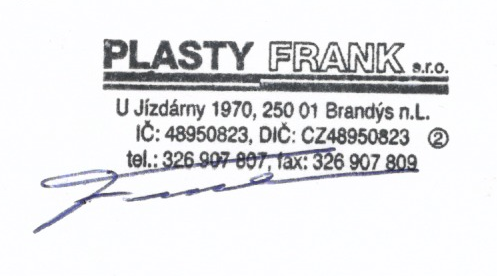 PLASTY FRANK s.r.o.
U Jízdárny 1970, 250 01 Brandýs n.L.
IČ: 48950823, DIČ: CZ48950823 ②
tel.: 326 907 807, fax: 326 907 809